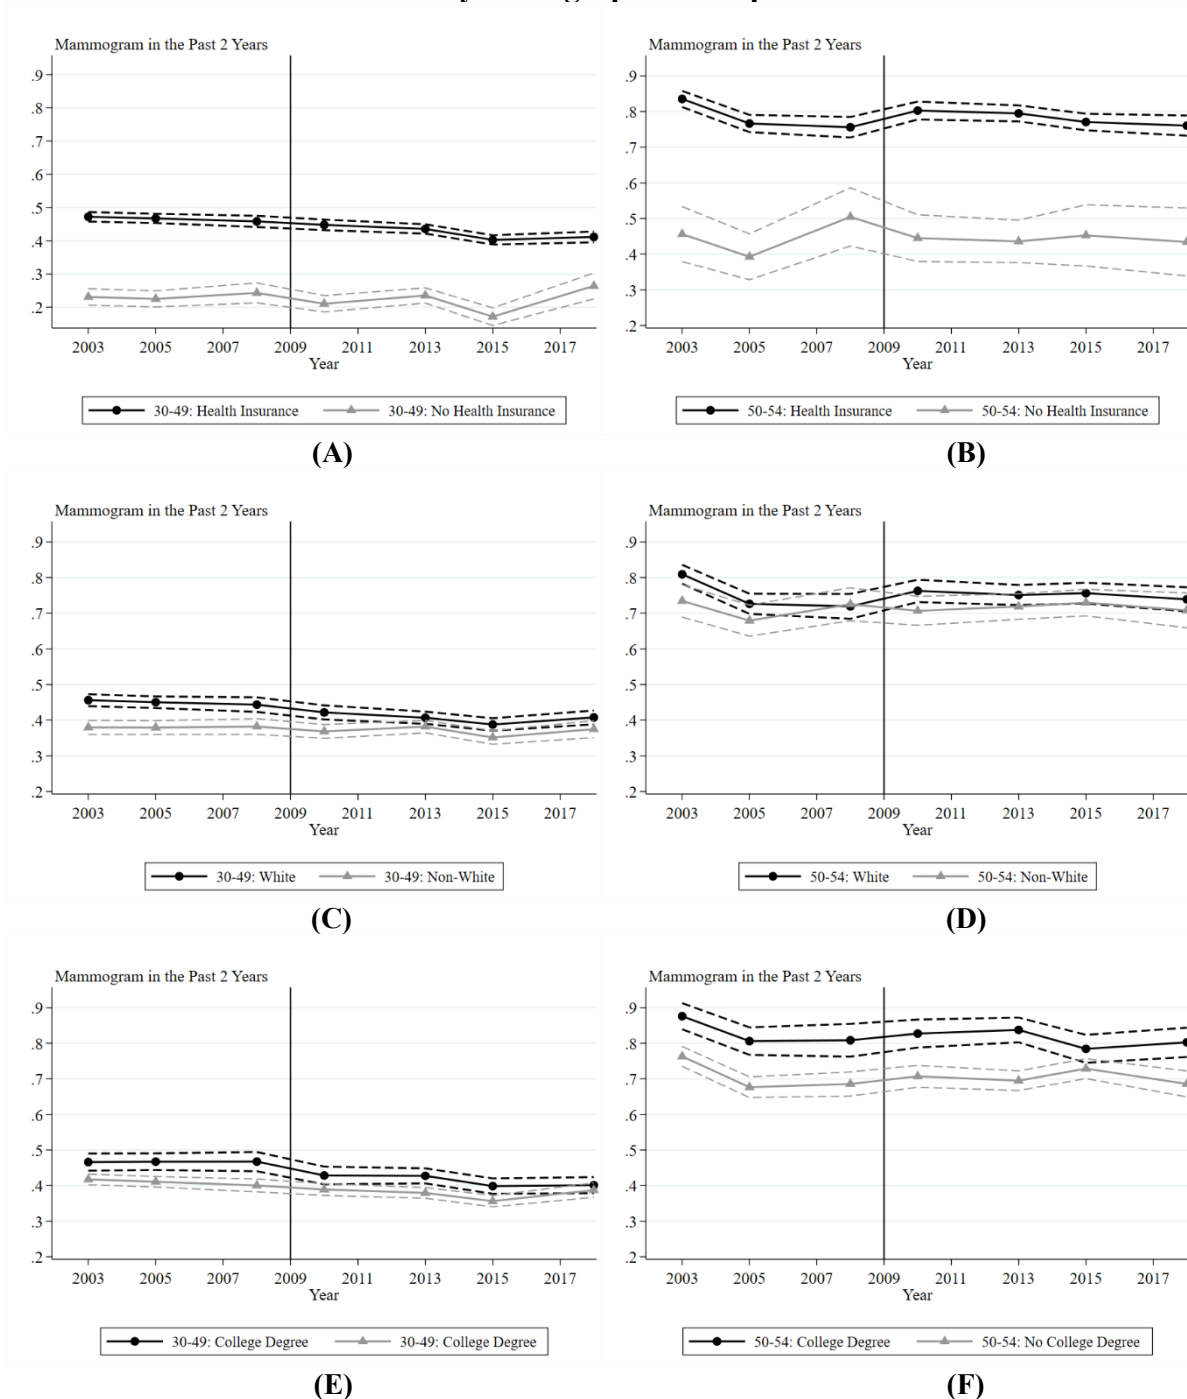 Mammogram in the Past 2 Years
.9
.8
.7
.6
.5
.4
.3
.2
2003 2005 2007 2009 2011 2013 2015 2017
Year
30-49: Health Insurance 30-49: No Health Insurance
(A)
Mammogram in the Past 2 Years
.9
.8
.7
.6
.5
.4
.3
.2
2003 2005 2007 2009 2011 2013 2015 2017
Year
50-54: Health Insurance 50-54: No Health Insurance
(B)
Mammogram in the Past 2 Years
.9
.8
.7
.6
.5
.4
.3
.2
2003 2005 2007 2009 2011 2013 2015 2017
Year
30-49: White 30-49: Non-White
(C)
Mammogram in the Past 2 Years
.9
.8
.7
.6
.5
.4
.3
.2
2003 2005 2007 2009 2011 2013 2015 2017
Year
50-54: White 50-54: Non-White
(D)
Mammogram in the Past 2 Years
.9
.8
.7
.6
.5
.4
.3
.2
2003 2005 2007 2009 2011 2013 2015 2017
Year
30-49: College Degree 30-49: College Degree
(E)
Mammogram in the Past 2 Years
.9
.8
.7
.6
.5
.4
.3
.2
2003 2005 2007 2009 2011 2013 2015 2017
Year
50-54: College Degree 50-54: No College Degree
(F)